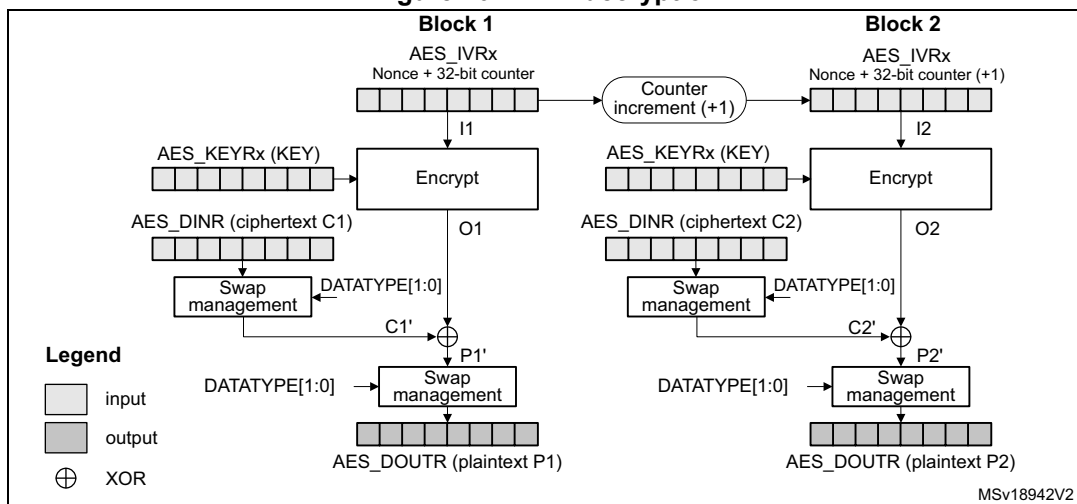 Block 1
Block 2
AES_IVRx
Nonce + 32-bit counter
Counter
increment (+1)
AES_IVRx
Nonce + 32-bit counter (+1)
I1
I2
AES_KEYRx (KEY)
Encrypt
AES_KEYRx (KEY)
Encrypt
AES_DINR (ciphertext C1)
O1
AES_DINR (ciphertext C2)
O2
Swap
management
DATATYPE[1:0]
Swap
management
DATATYPE[1:0]
C1'
C2'
P1'
P2'
DATATYPE[1:0]
Swap
management
DATATYPE[1:0]
Swap
management
AES_DOUTR (plaintext P1)
AES_DOUTR (plaintext P2)
Legend
input
output
XOR
MSv18942V2